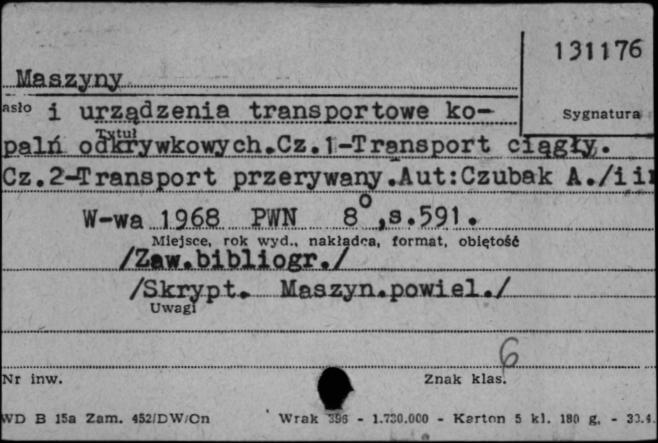 131176
Maszyny
asło i urządzenia transportowe ko-
Sygnatura
Tytuł
palń odkrywkowych.Cz.1-Transport ciągły.
Cz.2-Transport przerywany.Aut:Czubak A./i
W-wa 1968 PWN 8°,s.591.
Miejsce, rok wyd., nakładca, format, objętość
/Zaw.bibliogr./
/Skrypt. Maszyn.powiel./
Uwagi
6
Nr inw.
Znak klas.
WD B 15a Zam. 452/DW/Cn Wrak 396 - 1.730.000 - Karton 5 kl. 180 g. - 30.4.